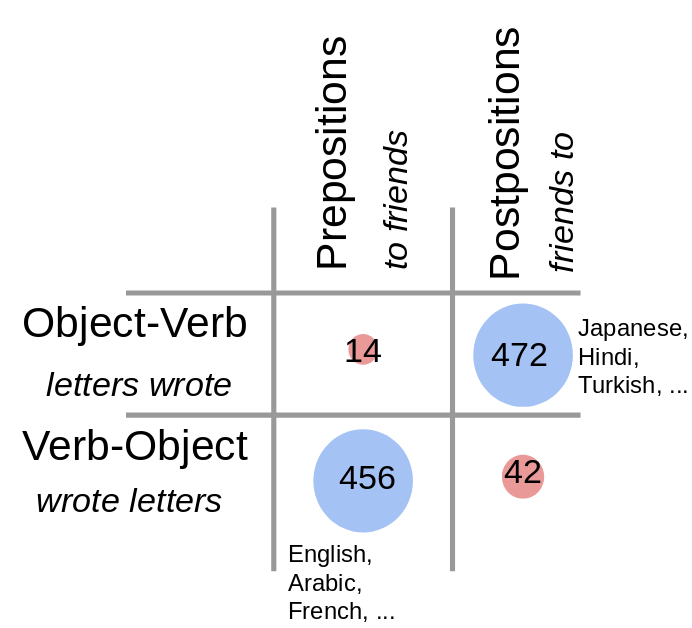 Prepositions
to friends
Postpositions
friends to
Object-Verb
letters wrote
14
472
Japanese,
Hindi,
Turkish, ...
Verb-Object
wrote letters
456
42
English,
Arabic,
French, ...